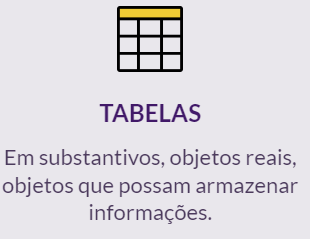 TABELAS
Em substantivos, objetos reais,
objetos que possam armazenar
informações.